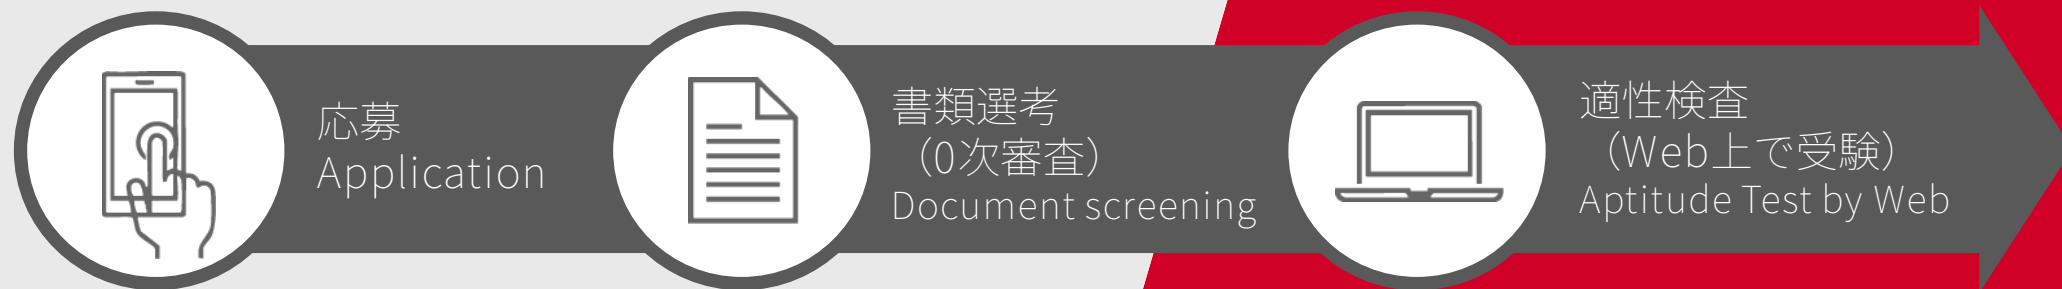 応募
Application
書類選考
（0次審査）
Document screening
適性検査
（Web上で受験）
Aptitude Test by Web